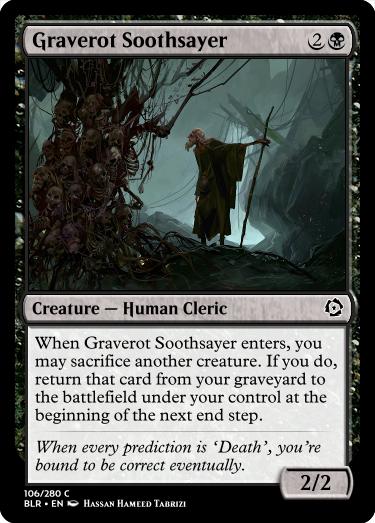 Graverot Soothsayer 2
Creature — Human Cleric
When Graverot Soothsayer enters, you
may sacrifice another creature. If you do,
return that card from your graveyard to
the battlefield under your control at the
beginning of the next end step.
When every prediction is ‘Death’, you’re
bound to be correct eventually.
2/2
106/280 C
BLR • EN Hassan Hameed Tabrizi